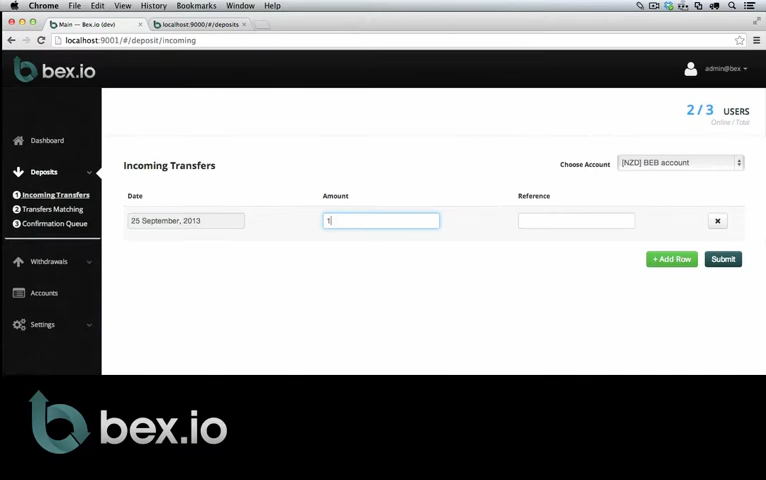 Chrome File Edit View History Bookmarks Window Help
Main — Bex.io (dev)
localhost:9000/#/deposits
localhost:9001/#/deposit/incoming
bex.io
admin@bex
2 / 3 USERS
Online / Total
Dashboard
Deposits
1 Incoming Transfers
2 Transfers Matching
3 Confirmation Queue
Withdrawals
Accounts
Settings
Incoming Transfers
Choose Account
[NZD] BEB account
Date Amount Reference
25 September, 2013 1
+ Add Row Submit
bex.io